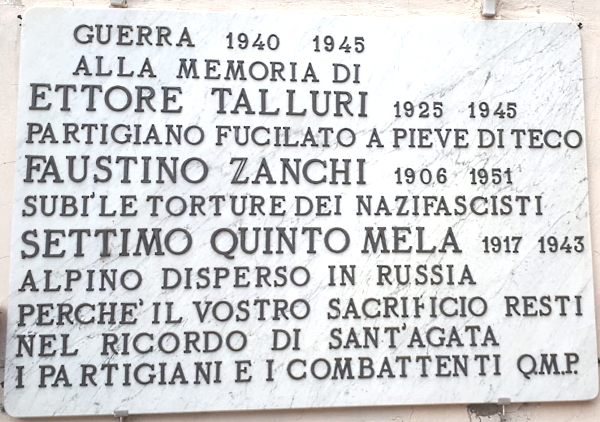 GUERRA 1940 1945
ALLA MEMORIA DI
ETTORE TALLURI 1925 1945
PARTIGIANO FUCILATO A PIEVE DI TECO
FAUSTINO ZANCHI 1906 1951
SUBI'LE TORTURE DEI NAZIFASCISTI
SETTIMO QUINTO MELA 1917 1943
ALPINO DISPERSO IN RUSSIA
PERCHE' IL VOSTRO SACRIFICIO RESTI
NEL RICORDO DI SANT'AGATA
I PARTIGIANI E I COMBATTENTI Q.M.P.